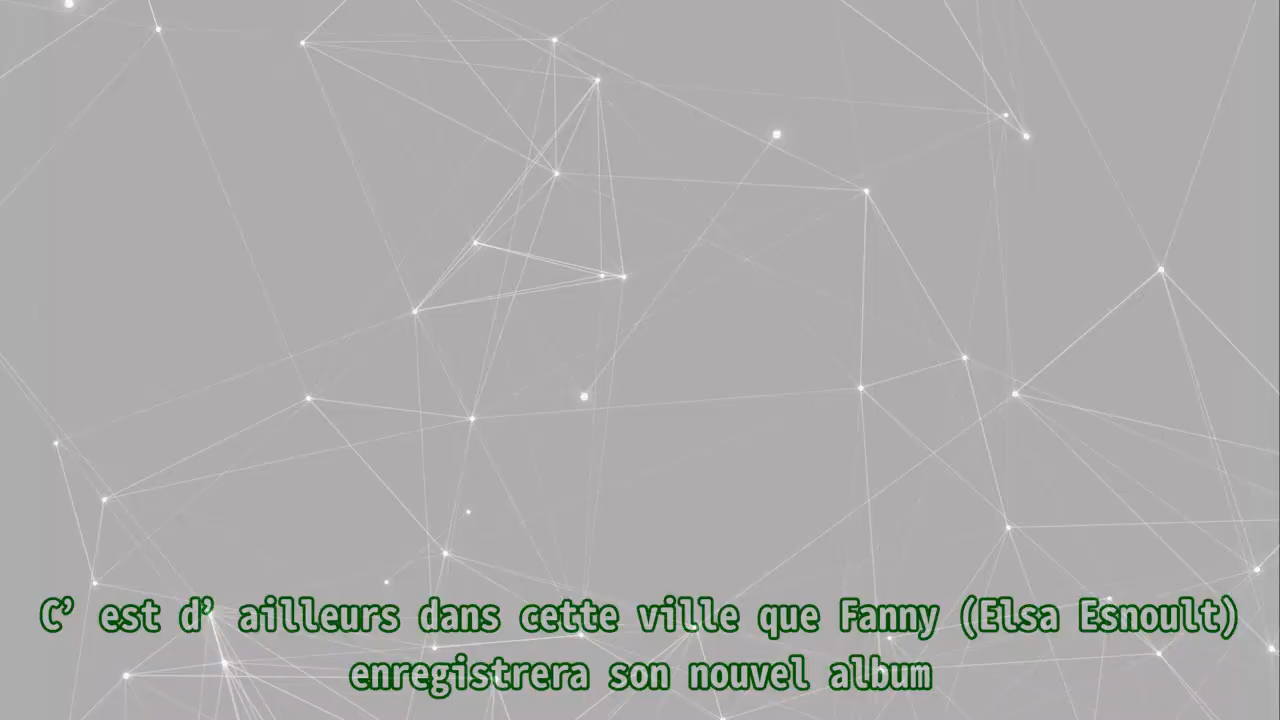 C’ est d’ ailleurs dans cette ville que Fanny (Elsa Esnoult)
enregistrera son nouvel album